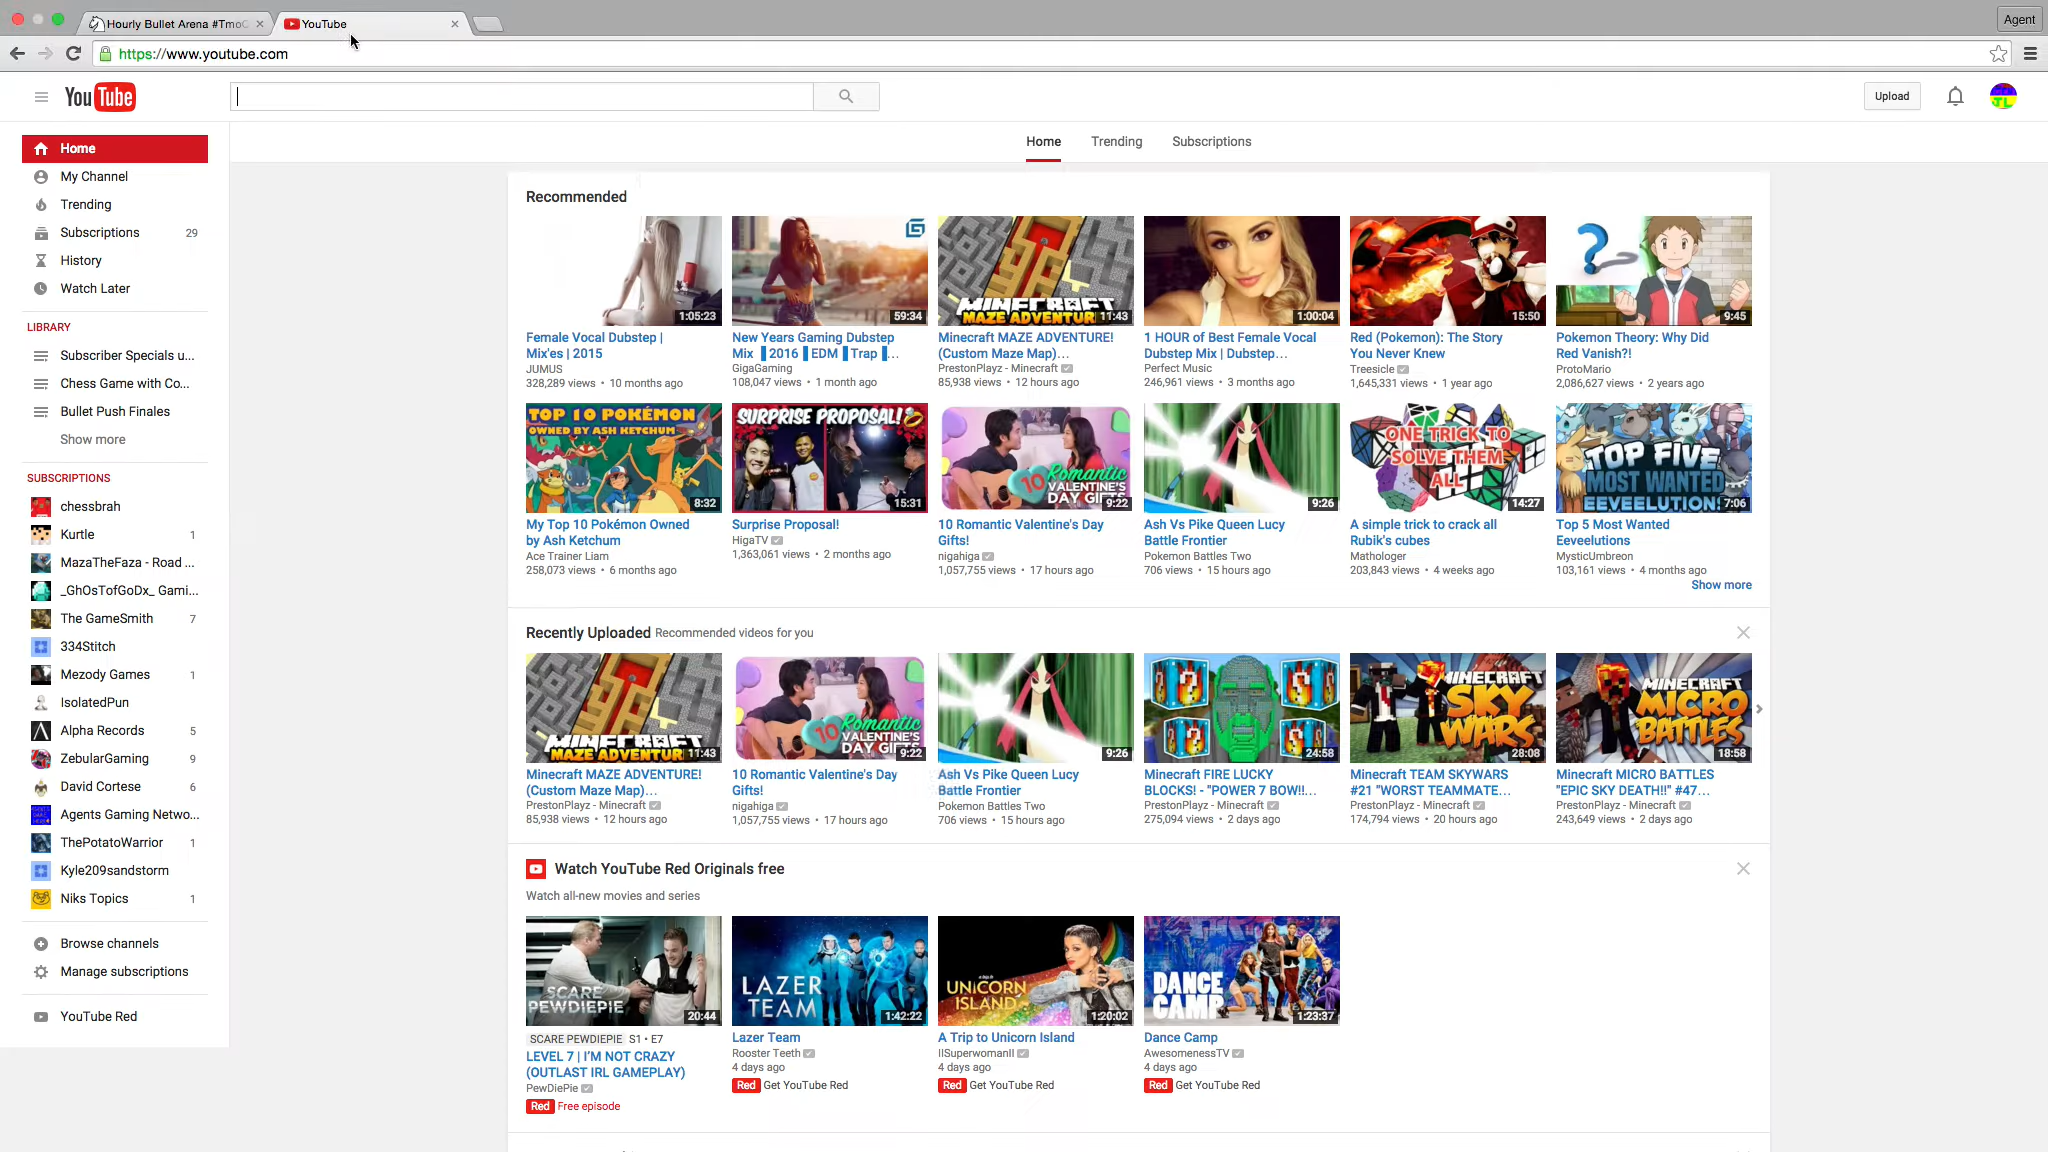 Hourly Bullet Arena #TmoC
YouTube
Agent
https://www.youtube.com
YouTube
Upload
Home
Trending
Subscriptions
Home
My Channel
Trending
Subscriptions 29
History
Watch Later
LIBRARY
Subscriber Specials u...
Chess Game with Co...
Bullet Push Finales
Show more
SUBSCRIPTIONS
chessbrah
Kurtle 1
MazaTheFaza - Road ...
_GhOsTofGoDx_ Gami...
The GameSmith 7
334Stitch
Mezody Games 1
IsolatedPun
Alpha Records 5
ZebularGaming 9
David Cortese 6
Agents Gaming Netwo...
ThePotatoWarrior 1
Kyle209sandstorm
Niks Topics 1
Browse channels
Manage subscriptions
YouTube Red
Recommended
1:05:23
Female Vocal Dubstep |
Mix'es | 2015
JUMUS
328,289 views • 10 months ago
59:34
New Years Gaming Dubstep
Mix ▐ 2016 ▌EDM ▌Trap ▌...
GigaGaming
108,047 views • 1 month ago
MINECRAFT
MAZE ADVENTUR
11:43
Minecraft MAZE ADVENTURE!
(Custom Maze Map)...
PrestonPlayz - Minecraft
85,938 views • 12 hours ago
1:00:04
1 HOUR of Best Female Vocal
Dubstep Mix | Dubstep...
Perfect Music
246,961 views • 3 months ago
15:50
Red (Pokemon): The Story
You Never Knew
Treesicle
1,645,331 views • 1 year ago
?
9:45
Pokemon Theory: Why Did
Red Vanish?!
ProtoMario
2,086,627 views • 2 years ago
TOP 10 POKÉMON
OWNED BY ASH KETCHUM
8:32
My Top 10 Pokémon Owned
by Ash Ketchum
Ace Trainer Liam
258,073 views • 6 months ago
SURPRISE PROPOSAL!
15:31
Surprise Proposal!
HigaTV
1,363,061 views • 2 months ago
10 Romantic
VALENTINE'S
DAY GIFTS!
9:22
10 Romantic Valentine's Day
Gifts!
nigahiga
1,057,755 views • 17 hours ago
9:26
Ash Vs Pike Queen Lucy
Battle Frontier
Pokemon Battles Two
706 views • 15 hours ago
ONE TRICK TO
SOLVE THEM
ALL
14:27
A simple trick to crack all
Rubik's cubes
Mathologer
203,843 views • 4 weeks ago
TOP FIVE
MOST WANTED
EEVEELUTIONS
7:06
Top 5 Most Wanted
Eeveelutions
MysticUmbreon
103,161 views • 4 months ago
Show more
Recently Uploaded Recommended videos for you
MINECRAFT
MAZE ADVENTUR
11:43
Minecraft MAZE ADVENTURE!
(Custom Maze Map)...
PrestonPlayz - Minecraft
85,938 views • 12 hours ago
10 Romantic
VALENTINE'S
DAY GIFTS
9:22
10 Romantic Valentine's Day
Gifts!
nigahiga
1,057,755 views • 17 hours ago
9:26
Ash Vs Pike Queen Lucy
Battle Frontier
Pokemon Battles Two
706 views • 15 hours ago
24:58
Minecraft FIRE LUCKY
BLOCKS! - "POWER 7 BOW!!...
PrestonPlayz - Minecraft
275,094 views • 2 days ago
MINECRAFT
SKY
WARS
28:08
Minecraft TEAM SKYWARS
#21 "WORST TEAMMATE...
PrestonPlayz - Minecraft
174,794 views • 20 hours ago
MINECRAFT
MICRO
BATTLES
18:58
Minecraft MICRO BATTLES
"EPIC SKY DEATH!!" #47...
PrestonPlayz - Minecraft
243,649 views • 2 days ago
Watch YouTube Red Originals free
Watch all-new movies and series
SCARE
PEWDIEPIE
20:44
SCARE PEWDIEPIE S1 • E7
LEVEL 7 | I'M NOT CRAZY
(OUTLAST IRL GAMEPLAY)
PewDiePie
Red Free episode
LAZER
TEAM
1:42:22
Lazer Team
Rooster Teeth
4 days ago
Red Get YouTube Red
a trip to
UNICORN
ISLAND
1:20:02
A Trip to Unicorn Island
IISuperwomanII
4 days ago
Red Get YouTube Red
DANCE
CAMP
1:23:37
Dance Camp
AwesomenessTV
4 days ago
Red Get YouTube Red